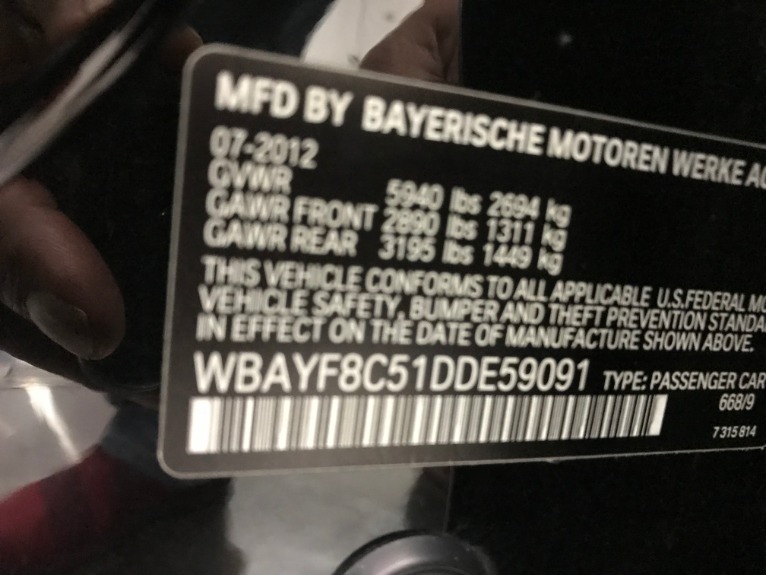 MFD BY BAYERISCHE MOTOREN WERKE AG
07-2012
GVWR 5940 lbs 2694 kg
GAWR FRONT 2890 lbs 1311 kg
GAWR REAR 3195 lbs 1449 kg
THIS VEHICLE CONFORMS TO ALL APPLICABLE U.S.FEDERAL
VEHICLE SAFETY, BUMPER AND THEFT PREVENTION
IN EFFECT ON THE DATE OF MANUFACTURE SHOWN ABOVE.
WBAYF8C51DDE59091 TYPE: PASSENGER CAR
668/9
7 315 814